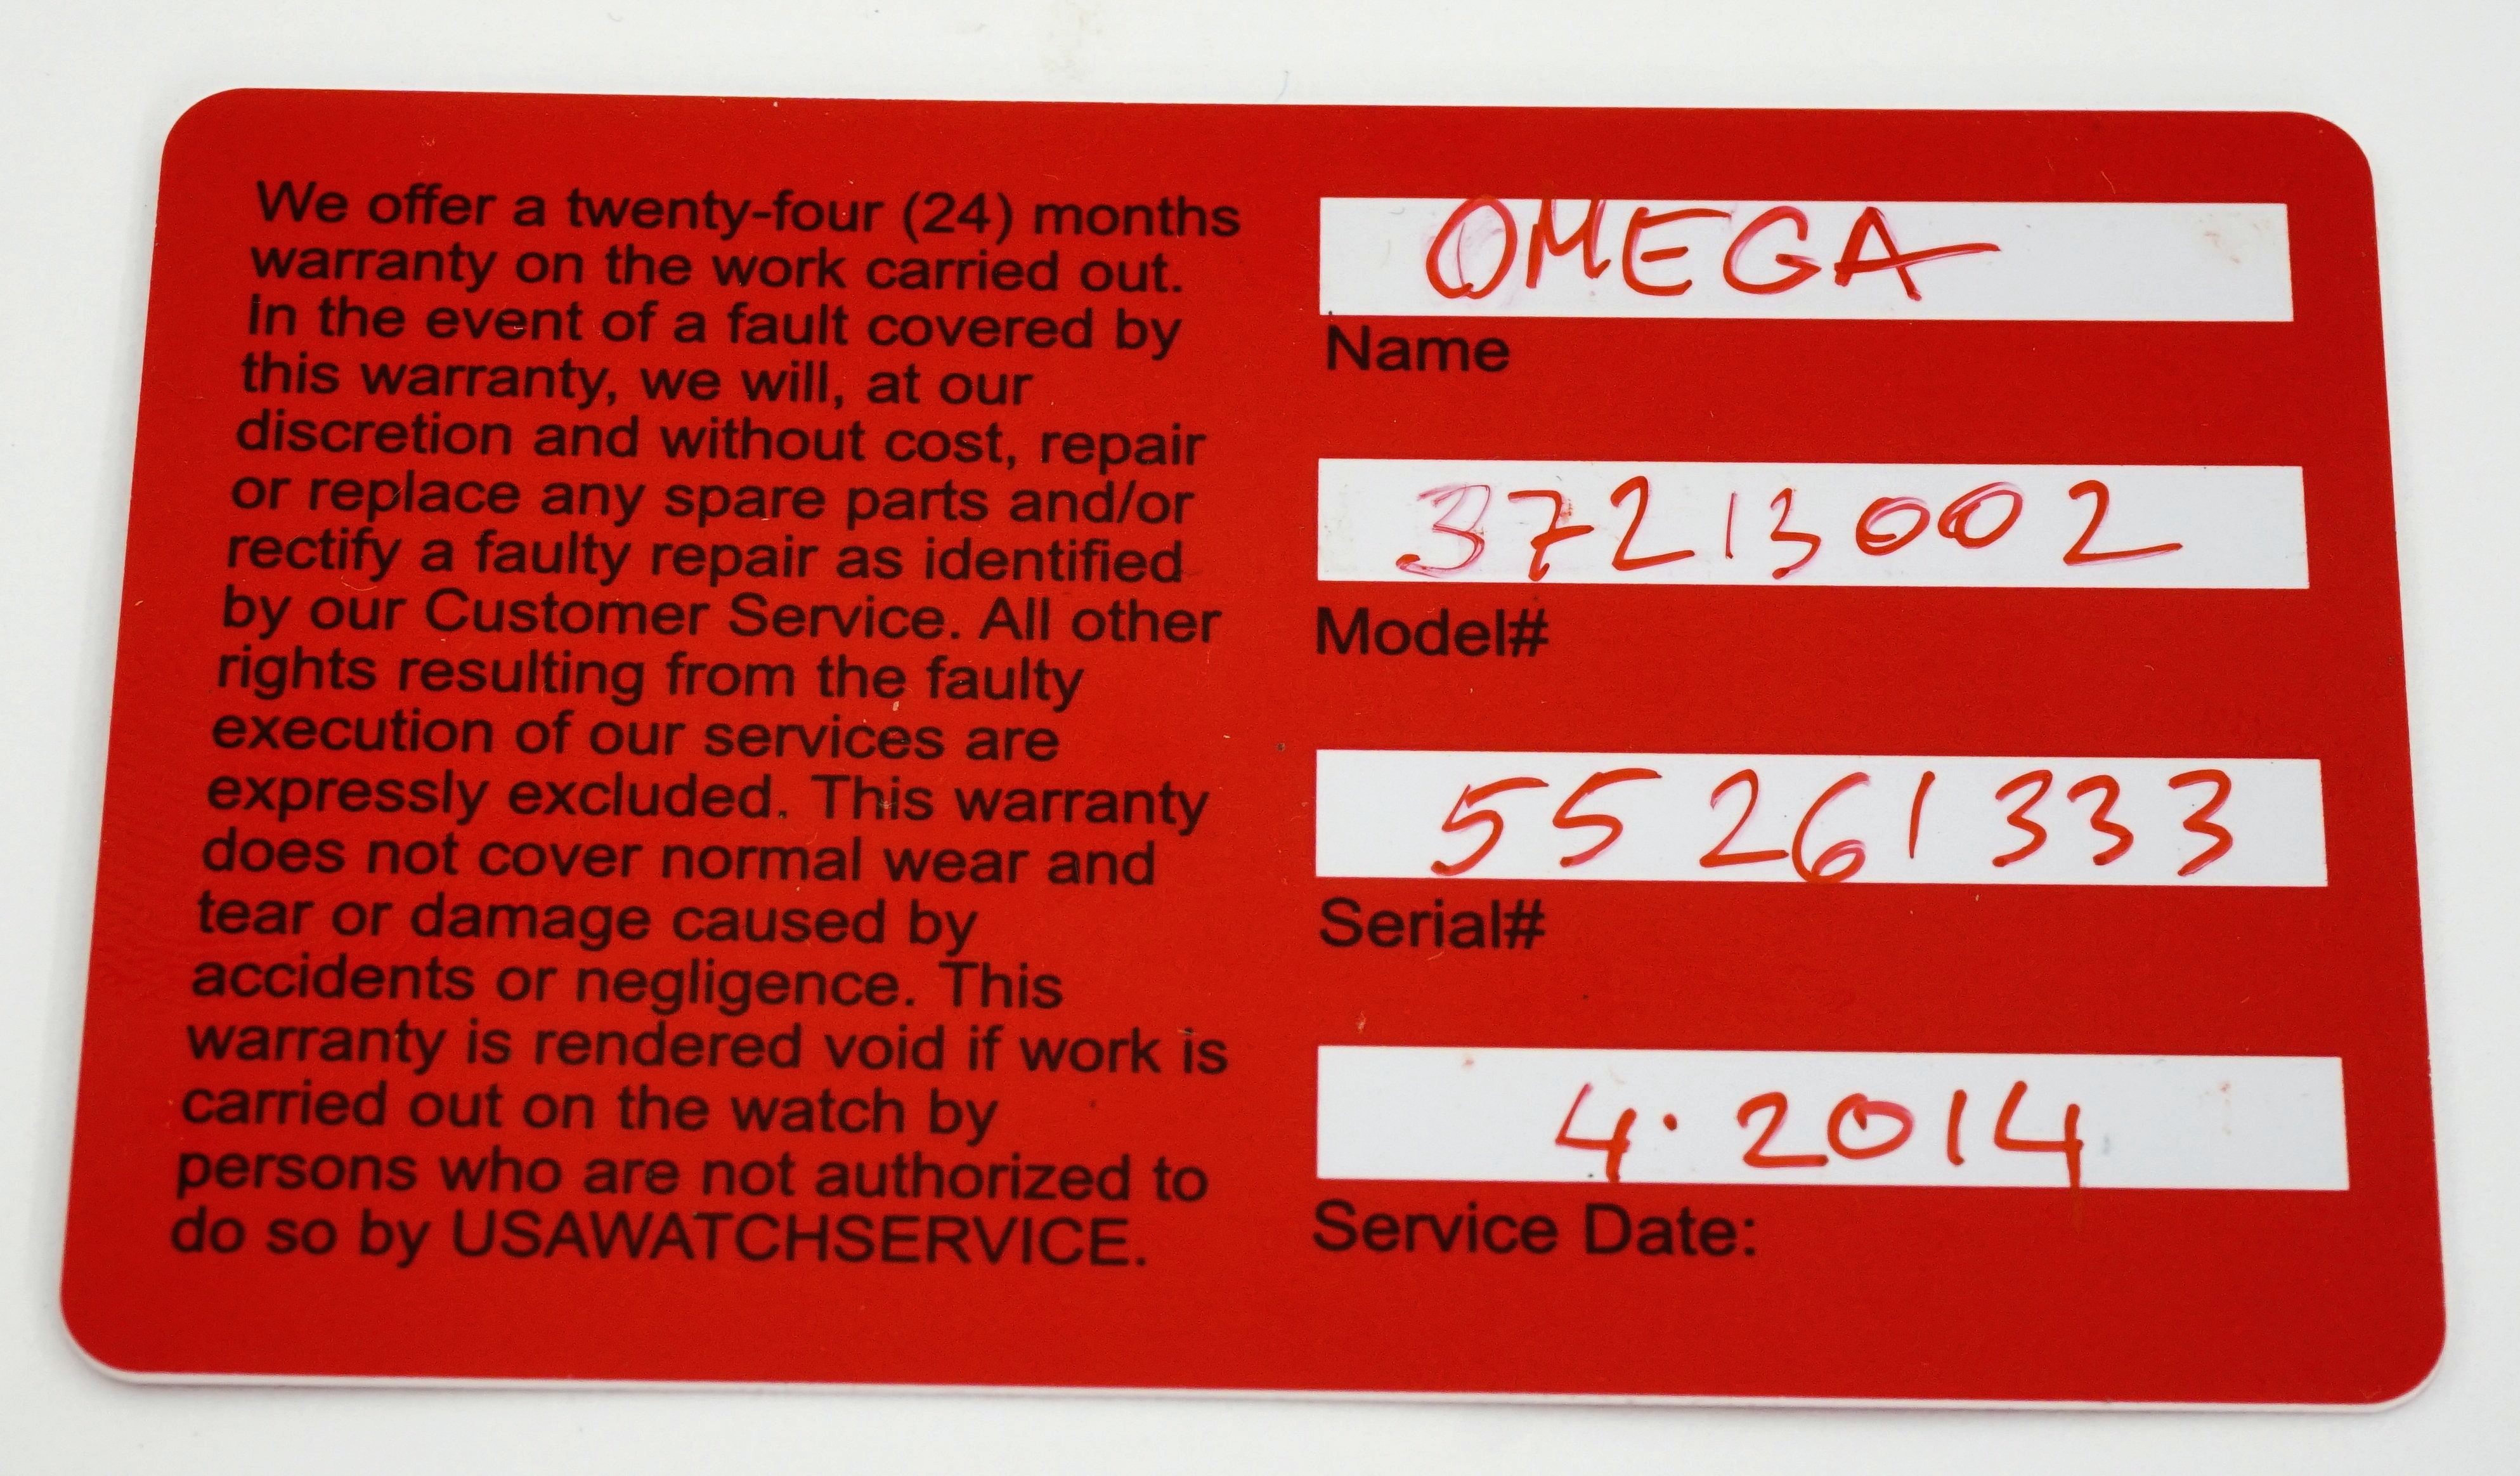 We offer a twenty-four (24) months
warranty on the work carried out.
In the event of a fault covered by
this warranty, we will, at our
discretion and without cost, repair
or replace any spare parts and/or
rectify a faulty repair as identified
by our Customer Service. All other
rights resulting from the faulty
execution of our services are
expressly excluded. This warranty
does not cover normal wear and
tear or damage caused by
accidents or negligence. This
warranty is rendered void if work is
carried out on the watch by
persons who are not authorized to
do so by USAWATCHSERVICE.
OMEGA
Name
37213002
Model#
55261333
Serial#
4.2014
Service Date: